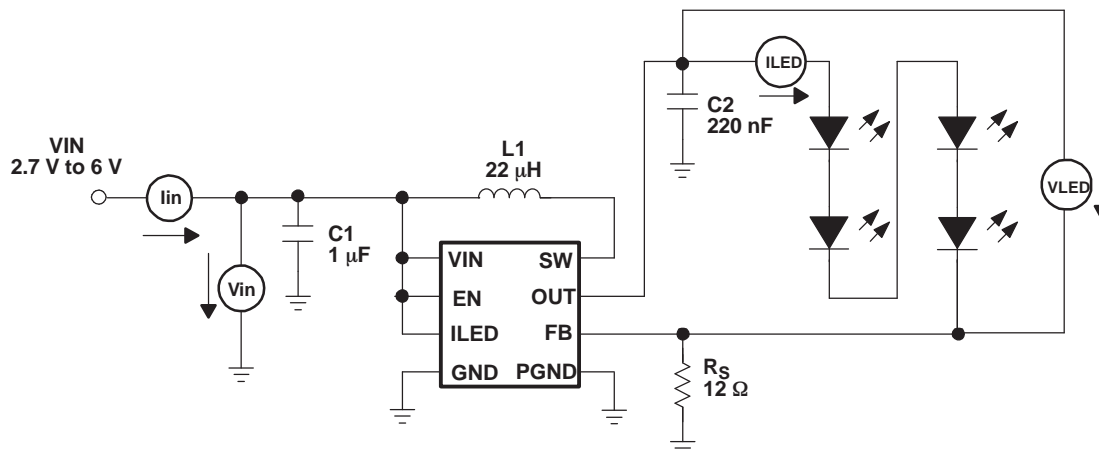 ILED
C2
220 nF
VIN
2.7 V to 6 V
L1
22 μH
VLED
Iin
C1
1 μF
VIN
SW
Vin
EN
OUT
ILED
FB
GND
PGND
RS
12 Ω